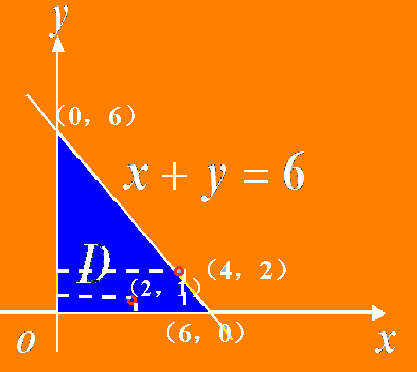 y
(0, 6)
x + y = 6
D
(4, 2)
(2, 1)
(6, 0)
o
x